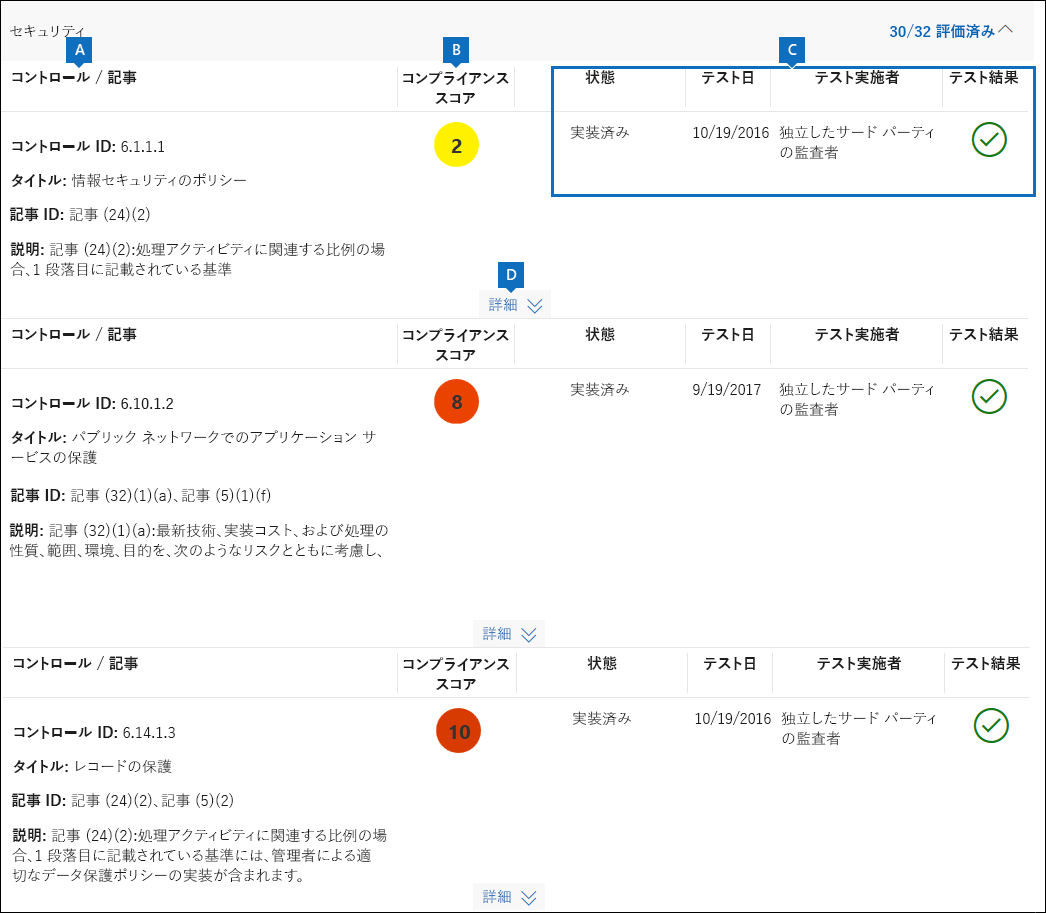 セキュリティ
30/32 評価済み
A
B
C
コントロール / 記事
コンプライアンス
スコア
状態
テスト日
テスト実施者
テスト結果
コントロール ID: 6.1.1.1
2
実装済み
10/19/2016
独立したサード パーティ
の監査者
タイトル: 情報セキュリティのポリシー
記事 ID: 記事 (24)(2)
説明: 記事 (24)(2):処理アクティビティに関連する比例の場
合、1 段落目に記載されている基準
D
詳細
コントロール / 記事
コンプライアンス
スコア
状態
テスト日
テスト実施者
テスト結果
コントロール ID: 6.10.1.2
8
実装済み
9/19/2017
独立したサード パーティ
の監査者
タイトル: パブリック ネットワークでのアプリケーション サ
ービスの保護
記事 ID: 記事 (32)(1)(a)、記事 (5)(1)(f)
説明: 記事 (32)(1)(a):最新技術、実装コスト、および処理の
性質、範囲、環境、目的を、次のようなリスクとともに考慮し、
詳細
コントロール / 記事
コンプライアンス
スコア
状態
テスト日
テスト実施者
テスト結果
コントロール ID: 6.14.1.3
10
実装済み
10/19/2016
独立したサード パーティ
の監査者
タイトル: レコードの保護
記事 ID: 記事 (24)(2)、記事 (5)(2)
説明: 記事 (24)(2):処理アクティビティに関連する比例の場
合、1 段落目に記載されている基準には、管理者による適
切なデータ保護ポリシーの実装が含まれます。
詳細